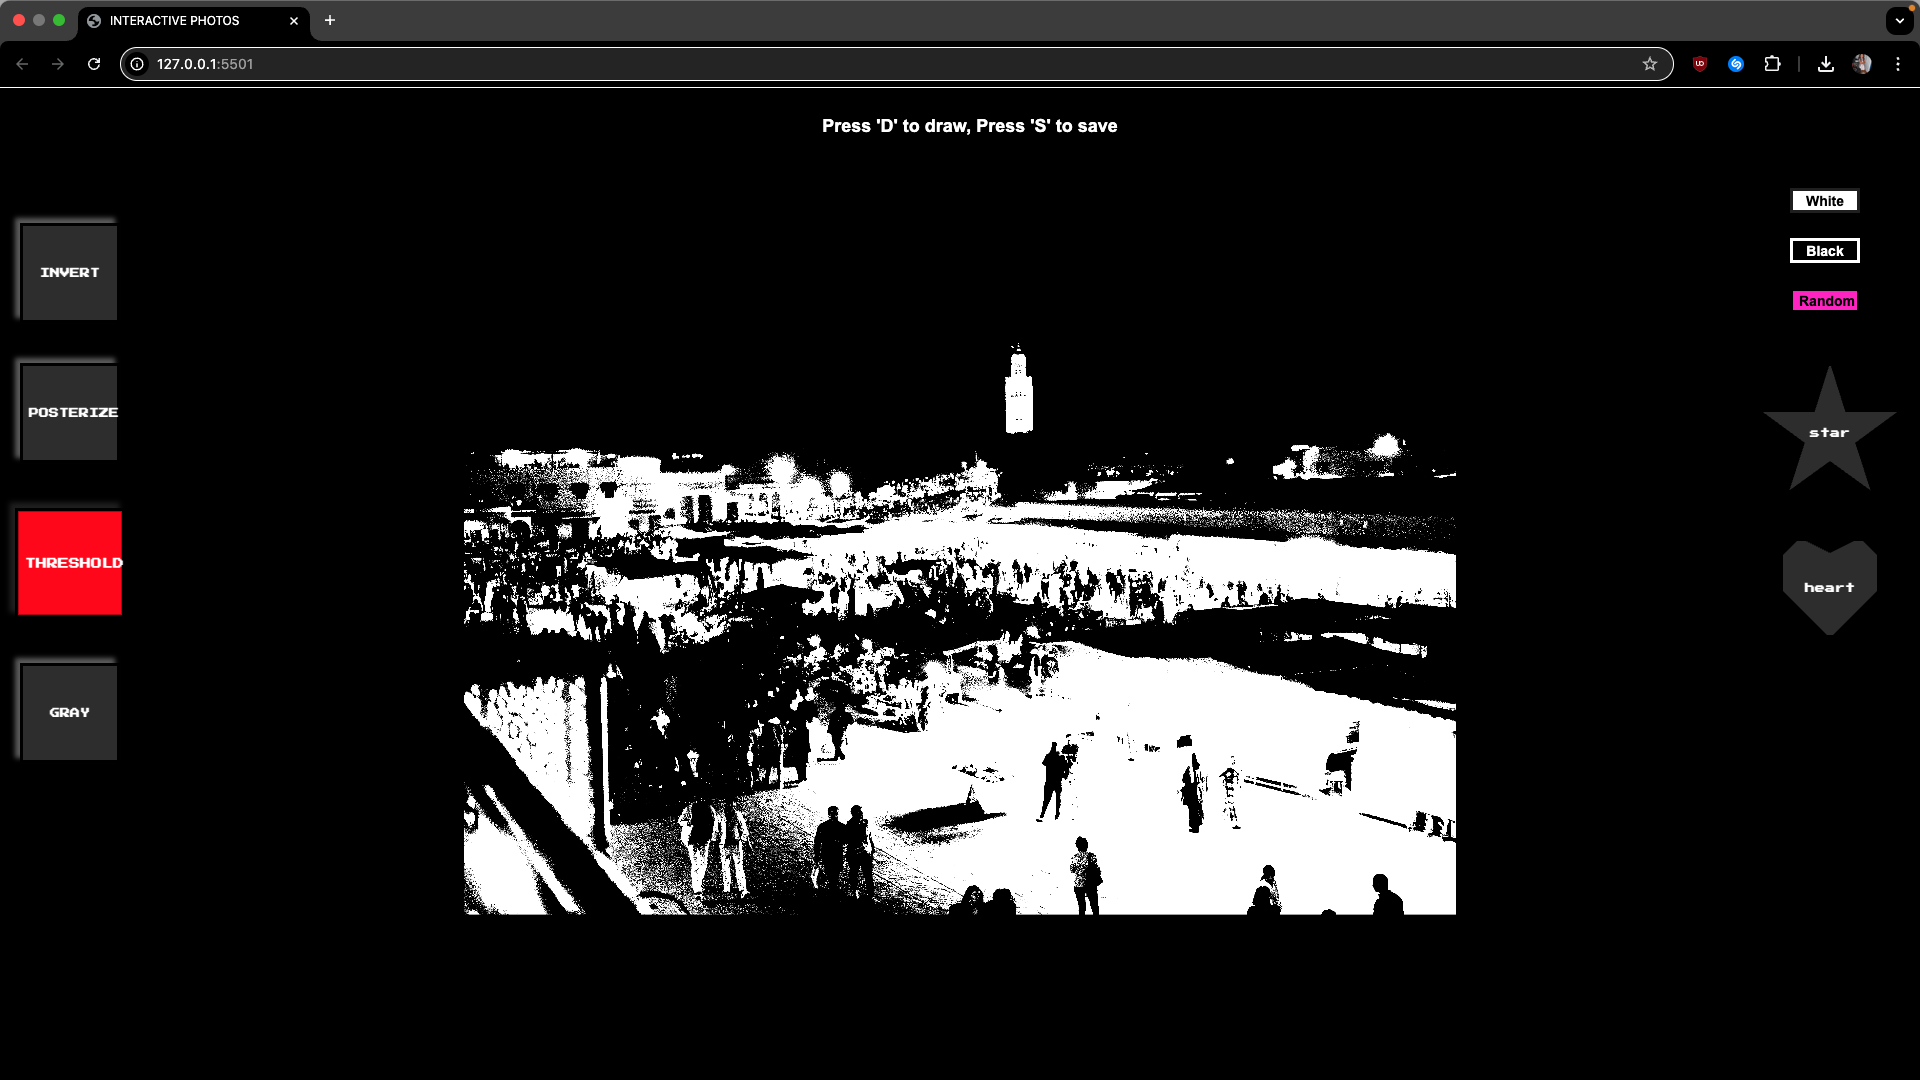 INTERACTIVE PHOTOS
127.0.0.1:5501
Press 'D' to draw, Press 'S' to save
White
Black
Random
INVERT
POSTERIZE
THRESHOLD
GRAY
star
heart